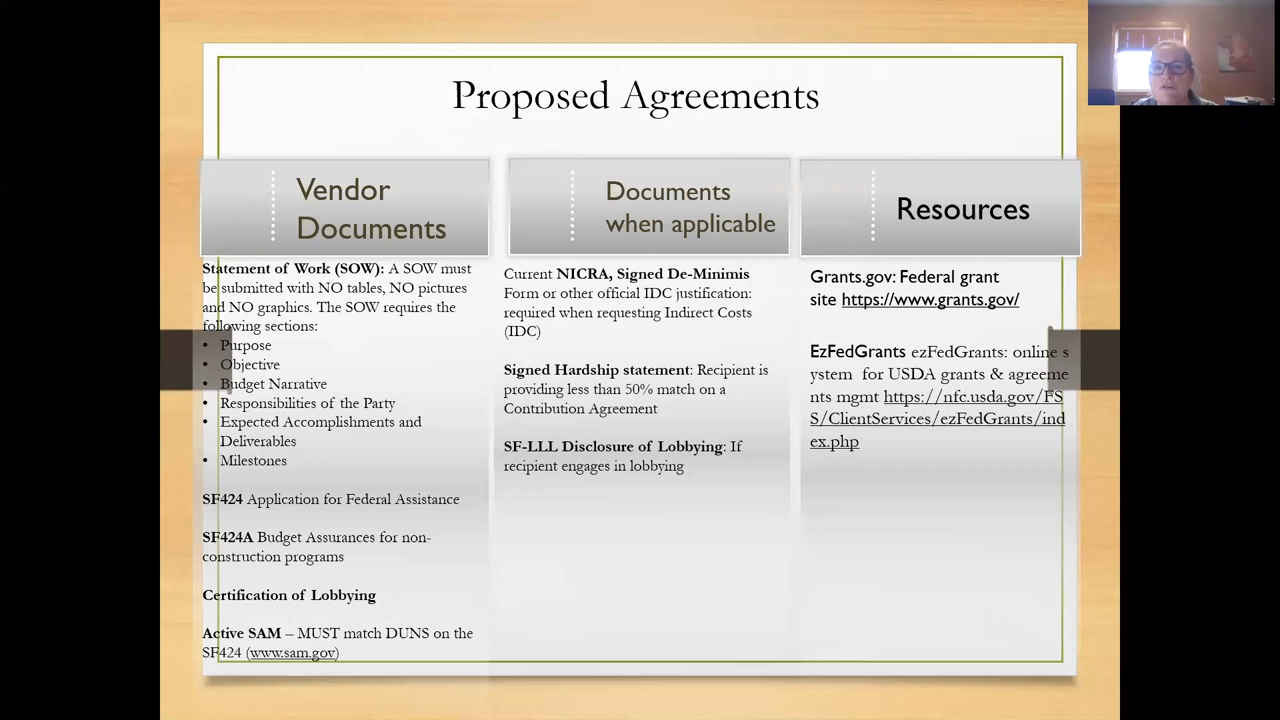 Proposed Agreements
Vendor
Documents
Statement of Work (SOW): A SOW must
be submitted with NO tables, NO pictures
and NO graphics. The SOW requires the
following sections:
• Purpose
• Objective
• Budget Narrative
• Responsibilities of the Party
• Expected Accomplishments and
Deliverables
• Milestones
SF424 Application for Federal Assistance
SF424A Budget Assurances for non-
construction programs
Certification of Lobbying
Active SAM – MUST match DUNS on the
SF424 (www.sam.gov)
Documents
when applicable
Current NICRA, Signed De-Minimis
Form or other official IDC justification:
required when requesting Indirect Costs
(IDC)
Signed Hardship statement: Recipient is
providing less than 50% match on a
Contribution Agreement
SF-LLL Disclosure of Lobbying: If
recipient engages in lobbying
Resources
Grants.gov: Federal grant
site https://www.grants.gov/
EzFedGrants ezFedGrants: online s
ystem for USDA grants & agreeme
nts mgmt https://nfc.usda.gov/FS
S/ClientServices/ezFedGrants/ind
ex.php